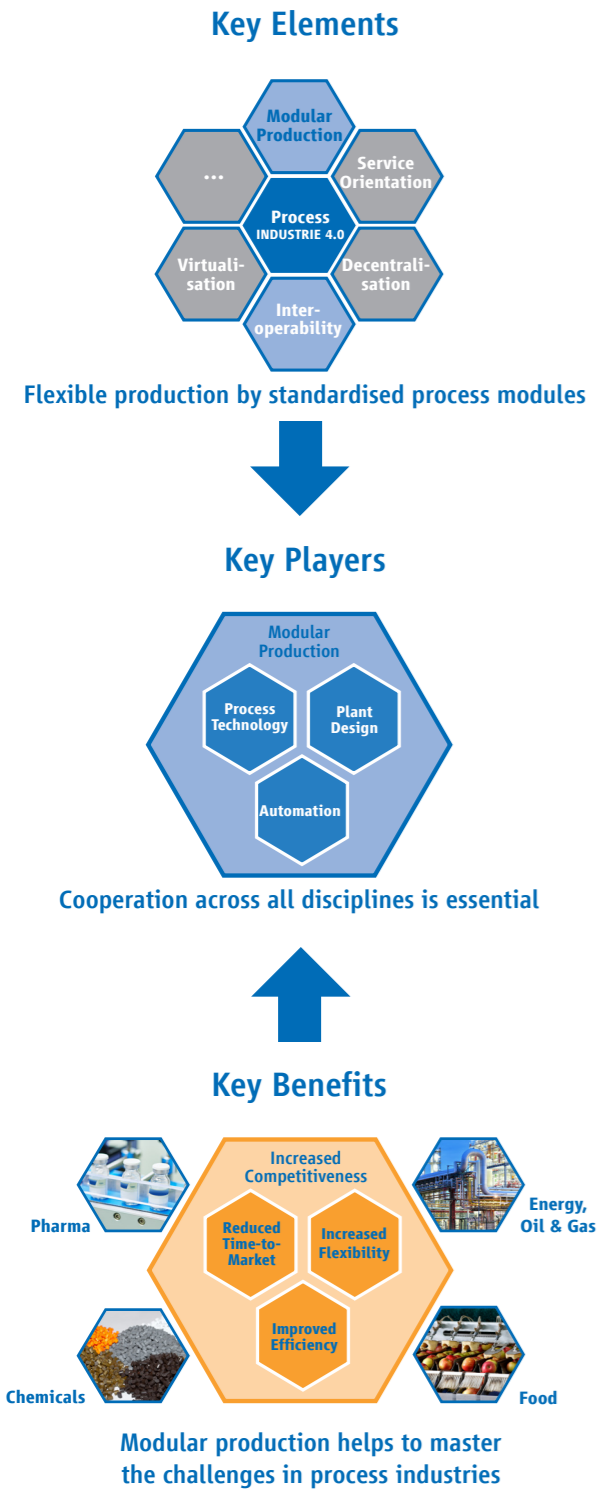 Key Elements
Modular
Production
...
Service
Orientation
Process
INDUSTRIE 4.0
Virtuali-
sation
Decentrali-
sation
Inter-
operability
Flexible production by standardised process modules
Key Players
Modular
Production
Process
Technology
Plant
Design
Automation
Cooperation across all disciplines is essential
Key Benefits
Increased
Competitiveness
Pharma
Energy,
Oil & Gas
Reduced
Time-to-
Market
Increased
Flexibility
Improved
Efficiency
Chemicals
Food
Modular production helps to master
the challenges in process industries